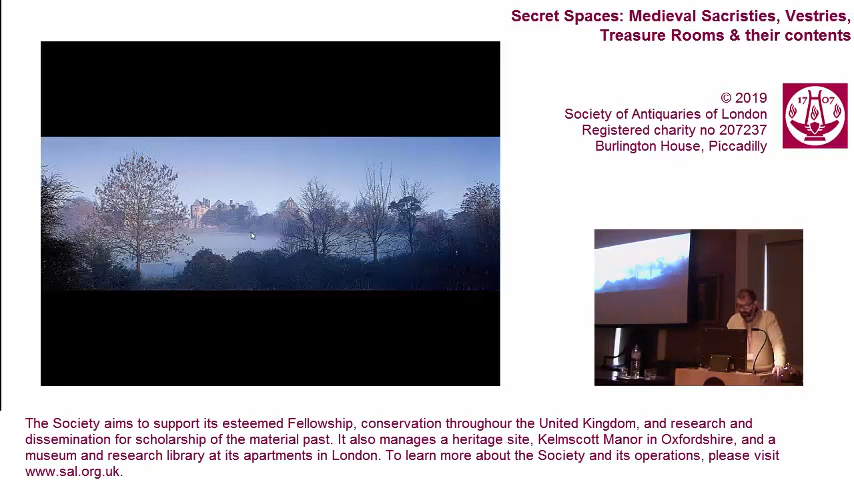 Secret Spaces: Medieval Sacristies, Vestries,
Treasure Rooms & their contents
© 2019
Society of Antiquaries of London
Registered charity no 207237
Burlington House, Piccadilly
17 07
The Society aims to support its esteemed Fellowship, conservation throughour the United Kingdom, and research and
dissemination for scholarship of the material past. It also manages a heritage site, Kelmscott Manor in Oxfordshire, and a
museum and research library at its apartments in London. To learn more about the Society and its operations, please visit
www.sal.org.uk.